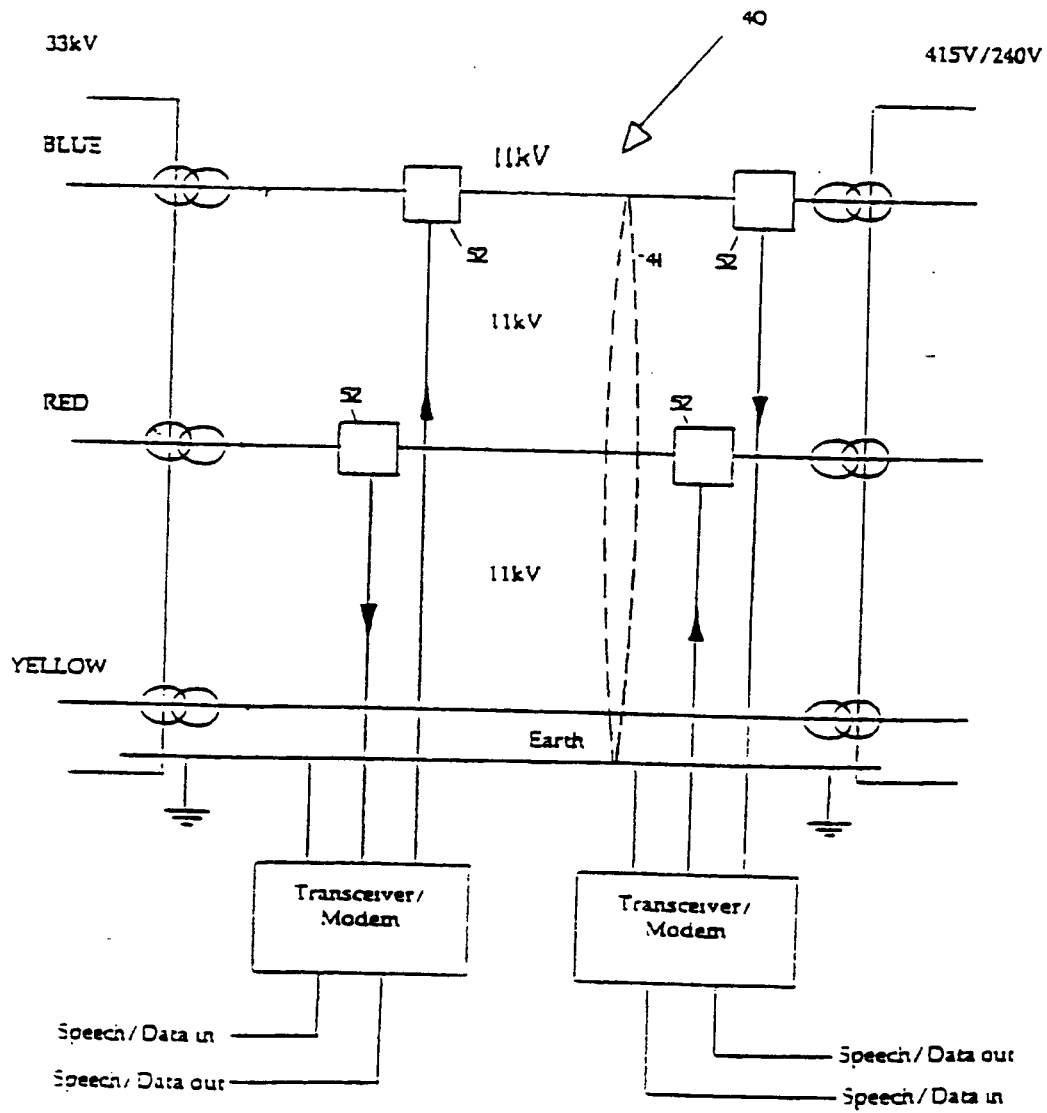 40
33kV
415V/240V
BLUE
11kV
52
41
52
11kV
RED
52
52
11kV
YELLOW
Earth
Transceiver/
Modem
Transceiver/
Modem
Speech/Data in
Speech/Data out
Speech/Data out
Speech/Data in